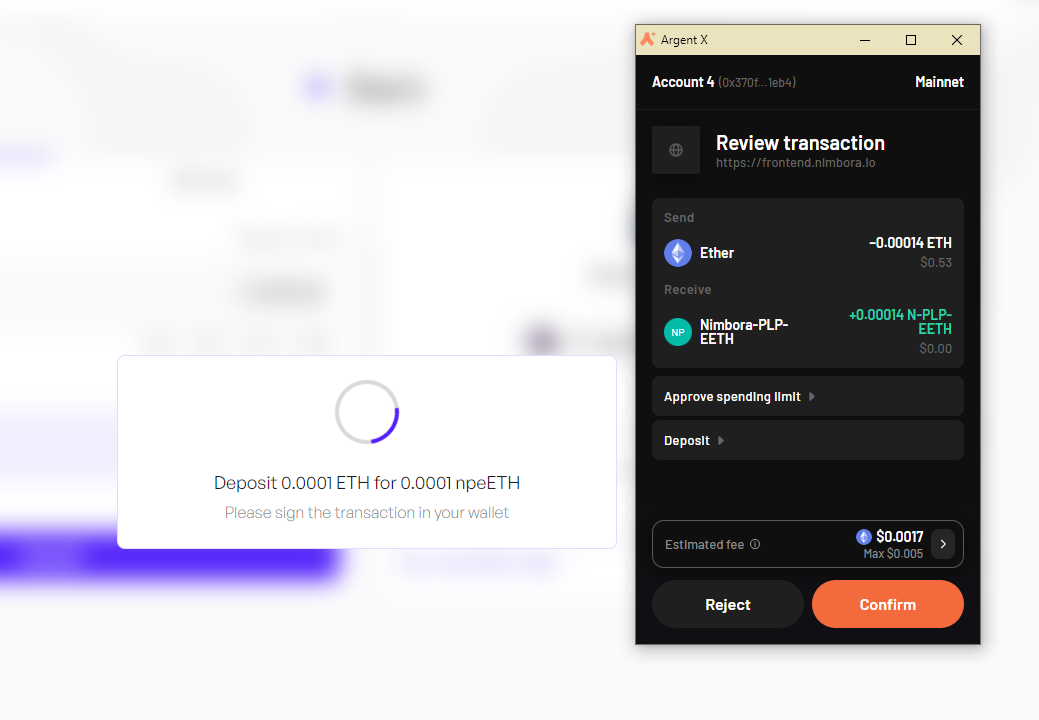 Argent X
Account 4 (0x370f...1eb4) Mainnet
Review transaction
https://frontend.nimbora.io
Send
Ether
−0.00014 ETH
$0.53
Receive
NP
Nimbora-PLP-
EETH
+0.00014 N-PLP-
EETH
$0.00
Approve spending limit
Deposit
Estimated fee
$0.0017
Max $0.005
Reject
Confirm
Deposit 0.0001 ETH for 0.0001 npeETH
Please sign the transaction in your wallet